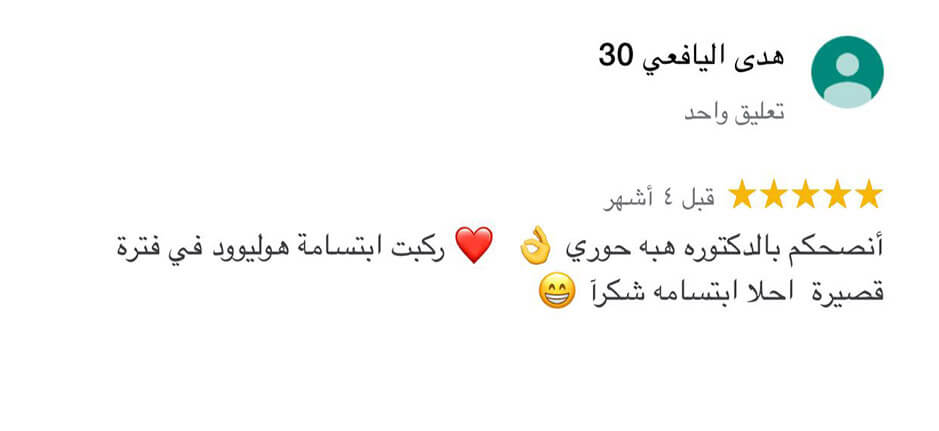 هدى اليافعي 30
تعليق واحد
★★★★★ قبل ٤ أشهر
أنصحكم بالدكتوره هبه حوري 👌 ❤️ ركبت ابتسامة هوليوود في فترة
قصيرة احلا ابتسامه شكرآ 😁